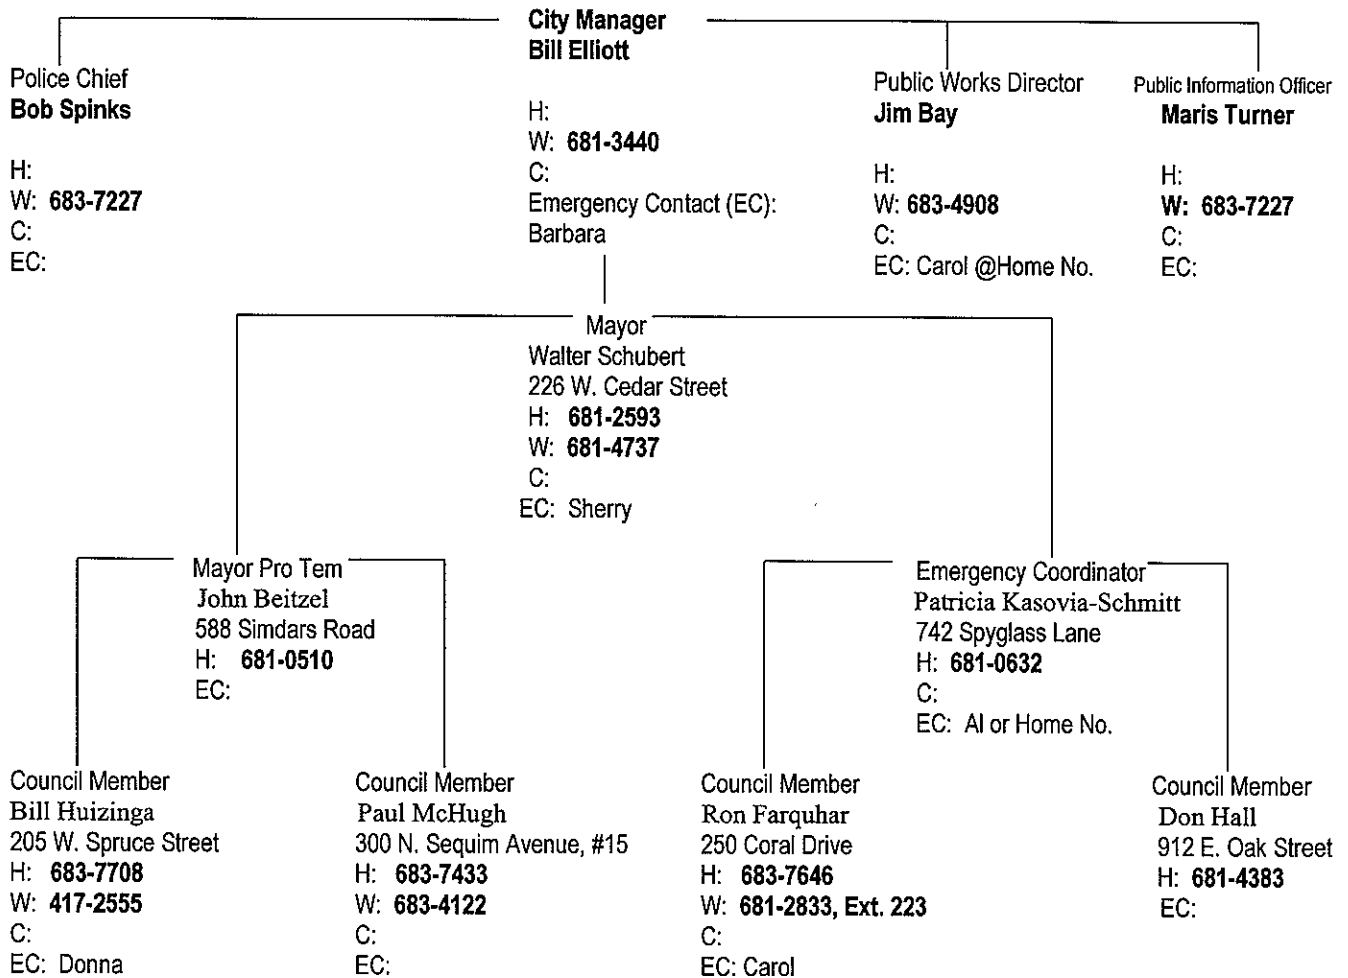 City Manager
Bill Elliott
H:
W: 681-3440
C:
Emergency Contact (EC):
Barbara
Police Chief
Bob Spinks
H:
W: 683-7227
C:
EC:
Public Works Director
Jim Bay
H:
W: 683-4908
C:
EC: Carol @Home No.
Public Information Officer
Maris Turner
H:
W: 683-7227
C:
EC:
Mayor
Walter Schubert
226 W. Cedar Street
H: 681-2593
W: 681-4737
C:
EC: Sherry
Mayor Pro Tem
John Beitzel
588 Simdars Road
H: 681-0510
EC:
Emergency Coordinator
Patricia Kasovia-Schmitt
742 Spyglass Lane
H: 681-0632
C:
EC: Al or Home No.
Council Member
Bill Huizinga
205 W. Spruce Street
H: 683-7708
W: 417-2555
C:
EC: Donna
Council Member
Paul McHugh
300 N. Sequim Avenue, #15
H: 683-7433
W: 683-4122
C:
EC:
Council Member
Ron Farquhar
250 Coral Drive
H: 683-7646
W: 681-2833, Ext. 223
C:
EC: Carol
Council Member
Don Hall
912 E. Oak Street
H: 681-4383
EC: